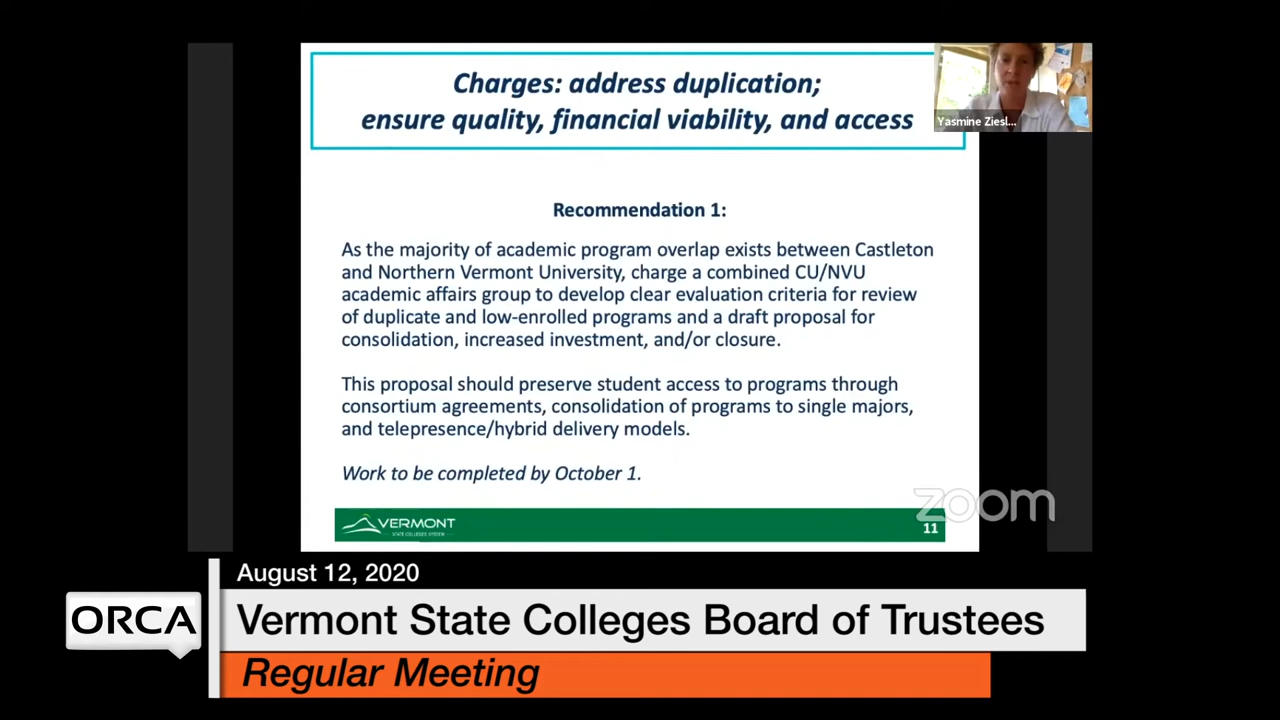 Charges: address duplication;
ensure quality, financial viability, and access
Yasmine Ziesl...
Recommendation 1:
As the majority of academic program overlap exists between Castleton
and Northern Vermont University, charge a combined CU/NVU
academic affairs group to develop clear evaluation criteria for review
of duplicate and low-enrolled programs and a draft proposal for
consolidation, increased investment, and/or closure.
This proposal should preserve student access to programs through
consortium agreements, consolidation of programs to single majors,
and telepresence/hybrid delivery models.
Work to be completed by October 1.
zoom
VERMONT
STATE COLLEGES SYSTEM
11
August 12, 2020
ORCA
Vermont State Colleges Board of Trustees
Regular Meeting